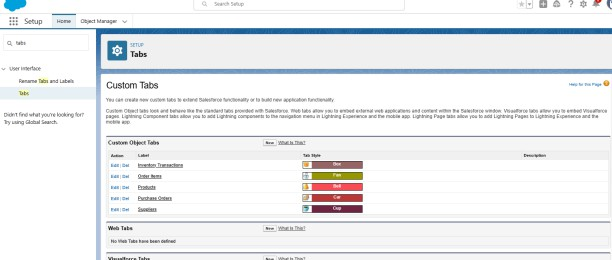 Search Setup
Setup Home Object Manager
tabs
SETUP
Tabs
User Interface
Rename Tabs and Labels
Tabs
Didn't find what you're looking for?
Try using Global Search.
Custom Tabs
Help for this Page
You can create new custom tabs to extend Salesforce functionality or to build new application functionality.
Custom Object tabs look and behave like the standard tabs provided with Salesforce. Web tabs allow you to embed external web applications and content within the Salesforce window. Visualforce tabs allow you to embed Visualforce
pages. Lightning Component tabs allow you to add Lightning components to the navigation menu in Lightning Experience and the mobile app. Lightning Page tabs allow you to add Lightning Pages to Lightning Experience and the
mobile app.
Custom Object Tabs New What Is This?
Action Label Tab Style Description
Edit | Del Inventory Transactions Box
Edit | Del Order Items Fan
Edit | Del Products Bell
Edit | Del Purchase Orders Car
Edit | Del Suppliers
Web Tabs New What Is This?
No Web Tabs have been defined
Visualforce Tabs New What Is This?